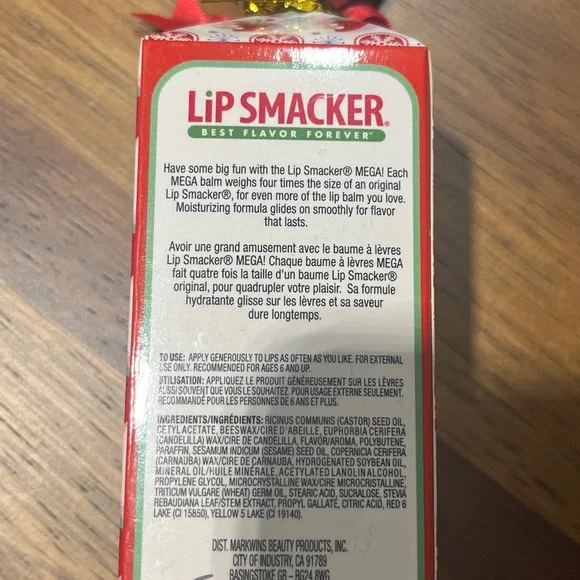 LiP SMACKER®
BEST FLAVOR FOREVER™
Have some big fun with the Lip Smacker® MEGA! Each
MEGA balm weighs four times the size of an original
Lip Smacker®, for even more of the lip balm you love.
Moisturizing formula glides on smoothly for flavor
that lasts.
Avoir une grand amusement avec le baume à lèvres
Lip Smacker® MEGA! Chaque baume à lèvres MEGA
fait quatre fois la taille d'un baume Lip Smacker®
original, pour quadrupler votre plaisir. Sa formule
hydratante glisse sur les lèvres et sa saveur
dure longtemps.
TO USE: APPLY GENEROUSLY TO LIPS AS OFTEN AS YOU LIKE. FOR EXTERNAL
USE ONLY. RECOMMENDED FOR AGES 6 AND UP.
UTILISATION: APPLIQUEZ LE PRODUIT GÉNÉREUSEMENT SUR LES LÈVRES
AUSSI SOUVENT QUE VOUS LE SOUHAITEZ. POUR USAGE EXTERNE SEULEMENT.
RECOMMANDÉ POUR LES PERSONNES DE 6 ANS ET PLUS.
INGREDIENTS/INGRÉDIENTS: RICINUS COMMUNIS (CASTOR) SEED OIL,
CETYL ACETATE, BEESWAX/CIRE D'ABEILLE, EUPHORBIA CERIFERA
(CANDELILLA) WAX/CIRE DE CANDELILLA, FLAVOR/AROMA, POLYBUTENE,
PARAFFIN, SESAMUM INDICUM (SESAME) SEED OIL, COPERNICIA CERIFERA
(CARNAUBA) WAX/CIRE DE CARNAUBA, HYDROGENATED SOYBEAN OIL,
MINERAL OIL/HUILE MINÉRALE, ACETYLATED LANOLIN ALCOHOL,
PROPYLENE GLYCOL, MICROCRYSTALLINE WAX/CIRE MICROCRISTALLINE,
TRITICUM VULGARE (WHEAT) GERM OIL, STEARIC ACID, SUCRALOSE, STEVIA
REBAUDIANA LEAF/STEM EXTRACT, PROPYL GALLATE, CITRIC ACID, RED 6
LAKE (CI 15850), YELLOW 5 LAKE (CI 19140).
DIST. MARKWINS BEAUTY PRODUCTS, INC.
CITY OF INDUSTRY, CA 91789
BASINGSTOKE GB – RG24 8WG